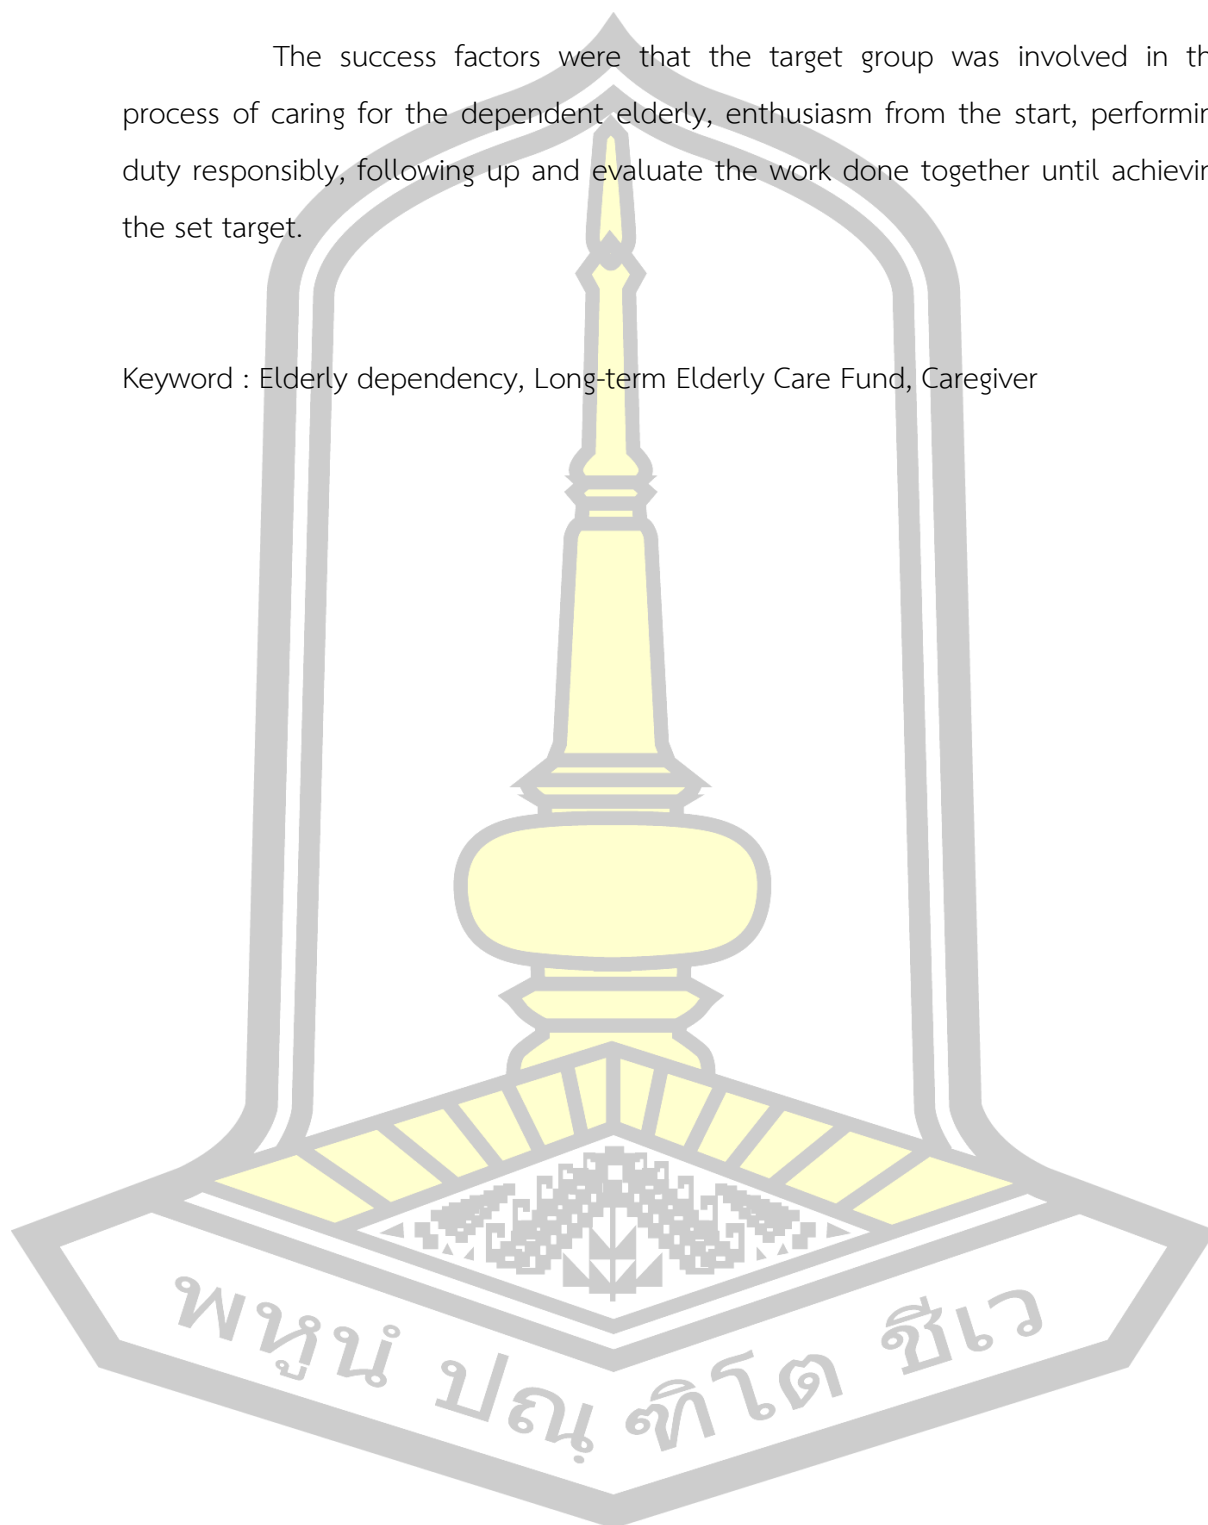 The success factors were that the target group was involved in th
process of caring for the dependent elderly, enthusiasm from the start, performin
duty responsibly, following up and evaluate the work done together until achievin
the set target.
Keyword : Elderly dependency, Long-term Elderly Care Fund, Caregiver
พหูนํ ปณฺ ฑิโต ชีเว